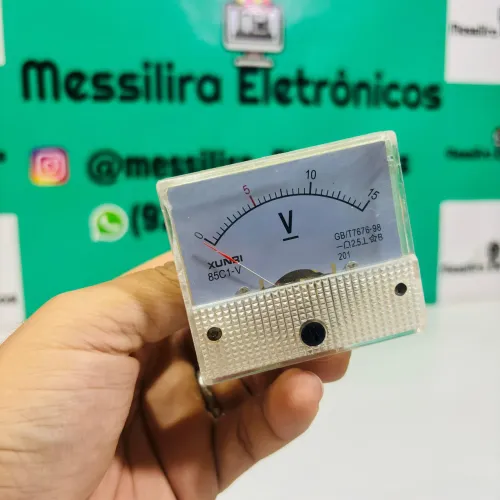 Messilira Eletrônicos
@messilira
0 5 10 15
V
XUNRI
85C1-V
GB/T7676-98
2.5
201